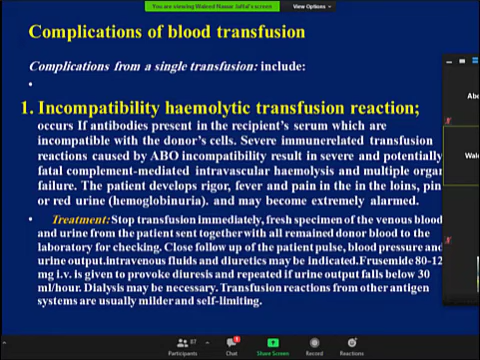 You are viewing Waleed Nawar Jaffal's screen
View Options
Complications of blood transfusion
Complications from a single transfusion: include:
•
1. Incompatibility haemolytic transfusion reaction;
occurs If antibodies present in the recipient's serum which are
incompatible with the donor's cells. Severe immunerelated transfusion
reactions caused by ABO incompatibility result in severe and potentially
fatal complement-mediated intravascular haemolysis and multiple organ
failure. The patient develops rigor, fever and pain in the in the loins, pin
or red urine (hemoglobinuria). and may become extremely alarmed.
• Treatment: Stop transfusion immediately, fresh specimen of the venous blood
and urine from the patient sent together with all remained donor blood to the
laboratory for checking. Close follow up of the patient pulse, blood pressure and
urine output.intravenous fluids and diuretics may be indicated. Frusemide 80-12
mg i.v. is given to provoke diuresis and repeated if urine output falls below 30
ml/hour. Dialysis may be necessary. Transfusion reactions from other antigen
systems are usually milder and self-limiting.
Abo
Wale
Participants
Chat
Share Screen
Record
Reactions